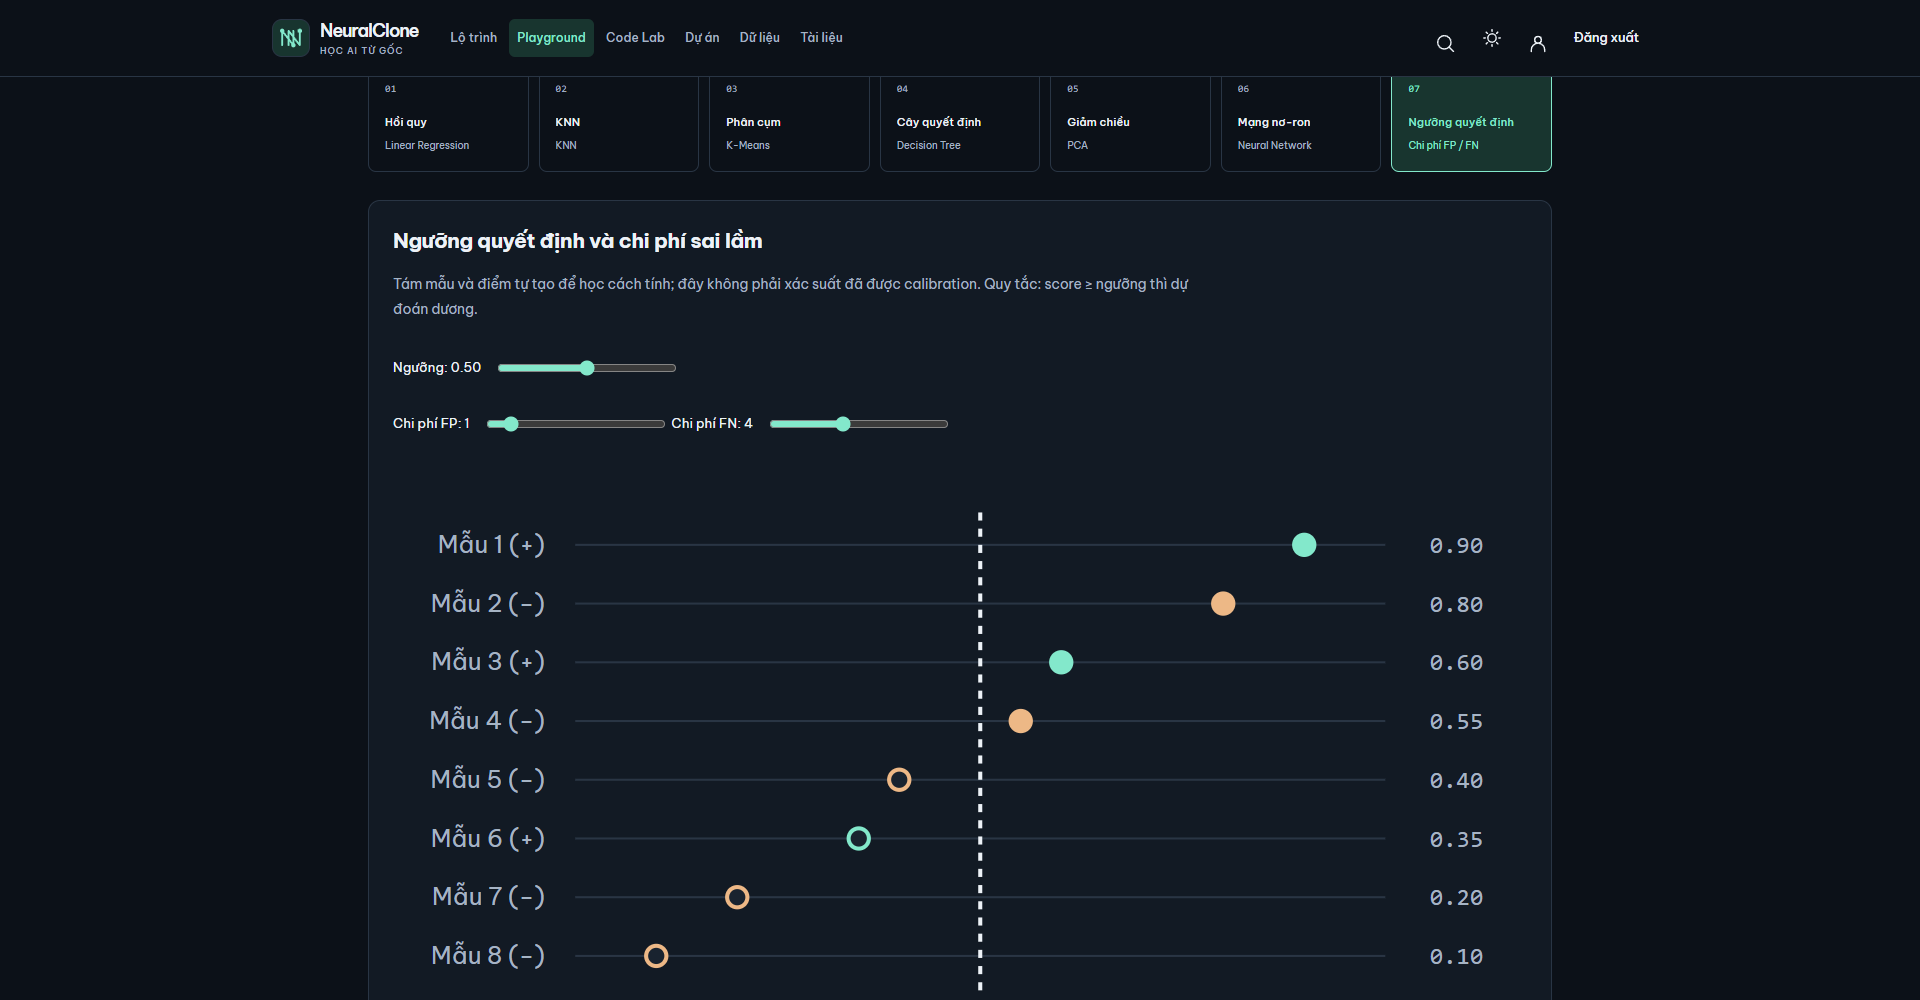 NeuralClone
HỌC AI TỪ GỐC
Lộ trình
Playground
Code Lab
Dự án
Dữ liệu
Tài liệu
Đăng xuất
01
Hồi quy
Linear Regression
02
KNN
KNN
03
Phân cụm
K-Means
04
Cây quyết định
Decision Tree
05
Giảm chiều
PCA
06
Mạng nơ-ron
Neural Network
07
Ngưỡng quyết định
Chi phí FP / FN
Ngưỡng quyết định và chi phí sai lầm
Tám mẫu và điểm tự tạo để học cách tính; đây không phải xác suất đã được calibration. Quy tắc: score ≥ ngưỡng thì dự
đoán dương.
Ngưỡng: 0.50
Chi phí FP: 1
Chi phí FN: 4
Mẫu 1 (+) 0.90
Mẫu 2 (−) 0.80
Mẫu 3 (+) 0.60
Mẫu 4 (−) 0.55
Mẫu 5 (−) 0.40
Mẫu 6 (+) 0.35
Mẫu 7 (−) 0.20
Mẫu 8 (−) 0.10